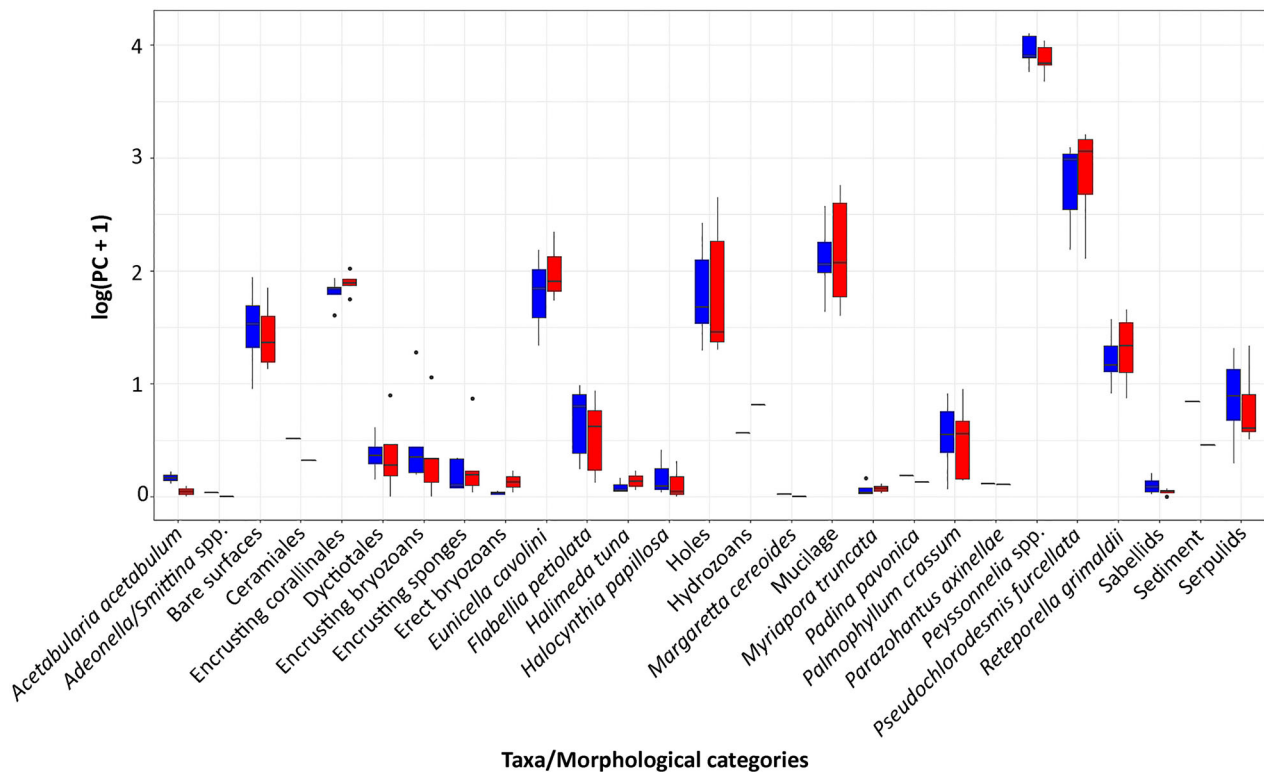 4
3
2
1
0
log(PC + 1)
Acetabularia acetabulum
Adeonella/Smittina spp.
Bare surfaces
Ceramiales
Encrusting corallinales
Dyctiotales
Encrusting bryozoans
Encrusting sponges
Erect bryozoans
Eunicella cavolini
Flabellia petiolata
Halimeda tuna
Halocynthia papillosa
Holes
Hydrozoans
Margaretta cereoides
Mucilage
Myriapora truncata
Padina pavonica
Palmophyllum crassum
Parazohantus axinellae
Peyssonnelia spp.
Pseudochlorodesmis furcellata
Reteporella grimaldii
Sabellids
Sediment
Serpulids
Taxa/Morphological categories